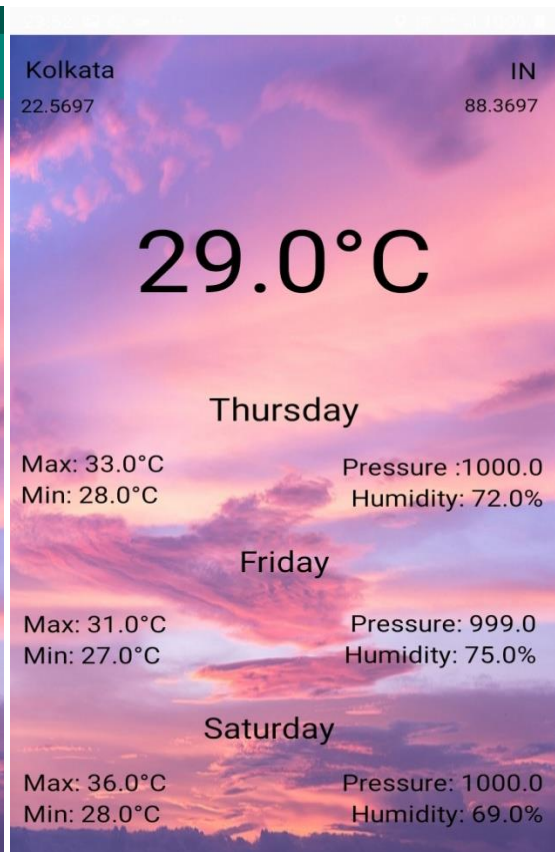 Kolkata IN
22.5697 88.3697
29.0°C
Thursday
Max: 33.0°C Pressure :1000.0
Min: 28.0°C Humidity: 72.0%
Friday
Max: 31.0°C Pressure: 999.0
Min: 27.0°C Humidity: 75.0%
Saturday
Max: 36.0°C Pressure: 1000.0
Min: 28.0°C Humidity: 69.0%